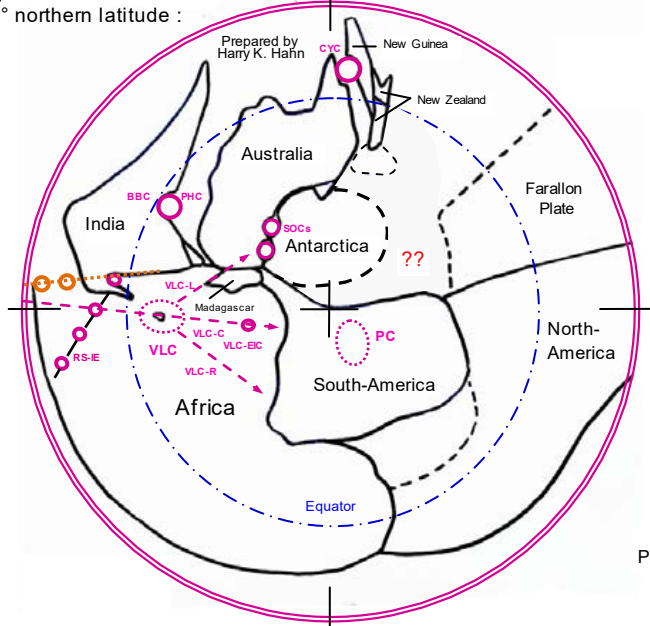 ° northern latitude :
Prepared by
Harry K. Hahn
CYC
New Guinea
New Zealand
Australia
Farallon
Plate
BBC
PHC
India
SOCs
Antarctica
??
VLC-L
Madagascar
VLC-C
VLC-EIC
PC
VLC
North-
America
RS-IE
VLC-R
South-America
Africa
Equator
P